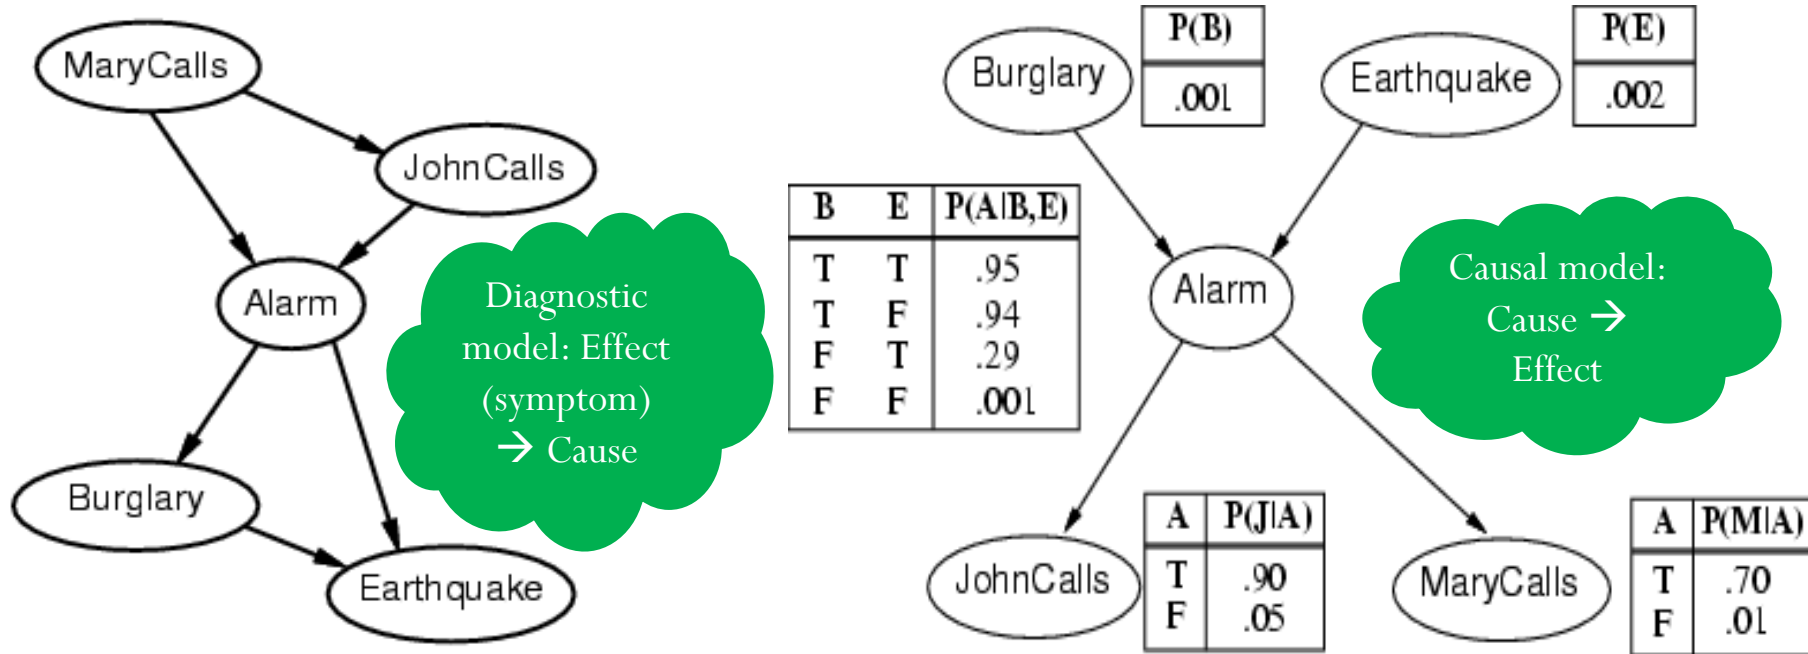 MaryCalls
JohnCalls
Alarm
Burglary
Earthquake
Diagnostic
model: Effect
(symptom)
→ Cause
Burglary
P(B)
.001
Earthquake
P(E)
.002
B E P(A|B,E)
T T .95
T F .94
F T .29
F F .001
Alarm
Causal model:
Cause →
Effect
JohnCalls
A P(J|A)
T .90
F .05
MaryCalls
A P(M|A)
T .70
F .01